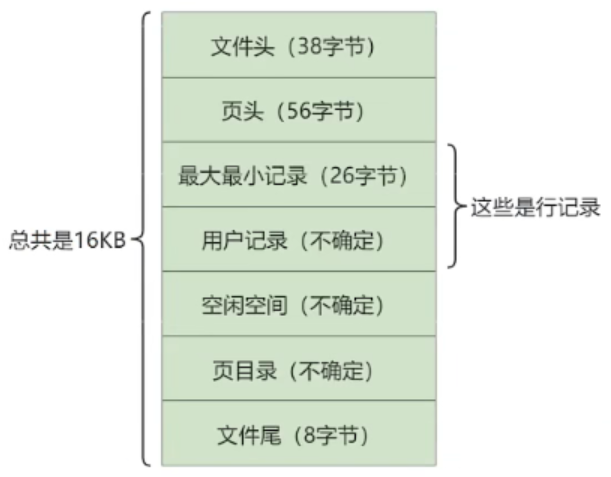 文件头（38字节）
页头（56字节）
最大最小记录（26字节）
这些是行记录
总共是16KB
用户记录（不确定）
空闲空间（不确定）
页目录（不确定）
文件尾（8字节）